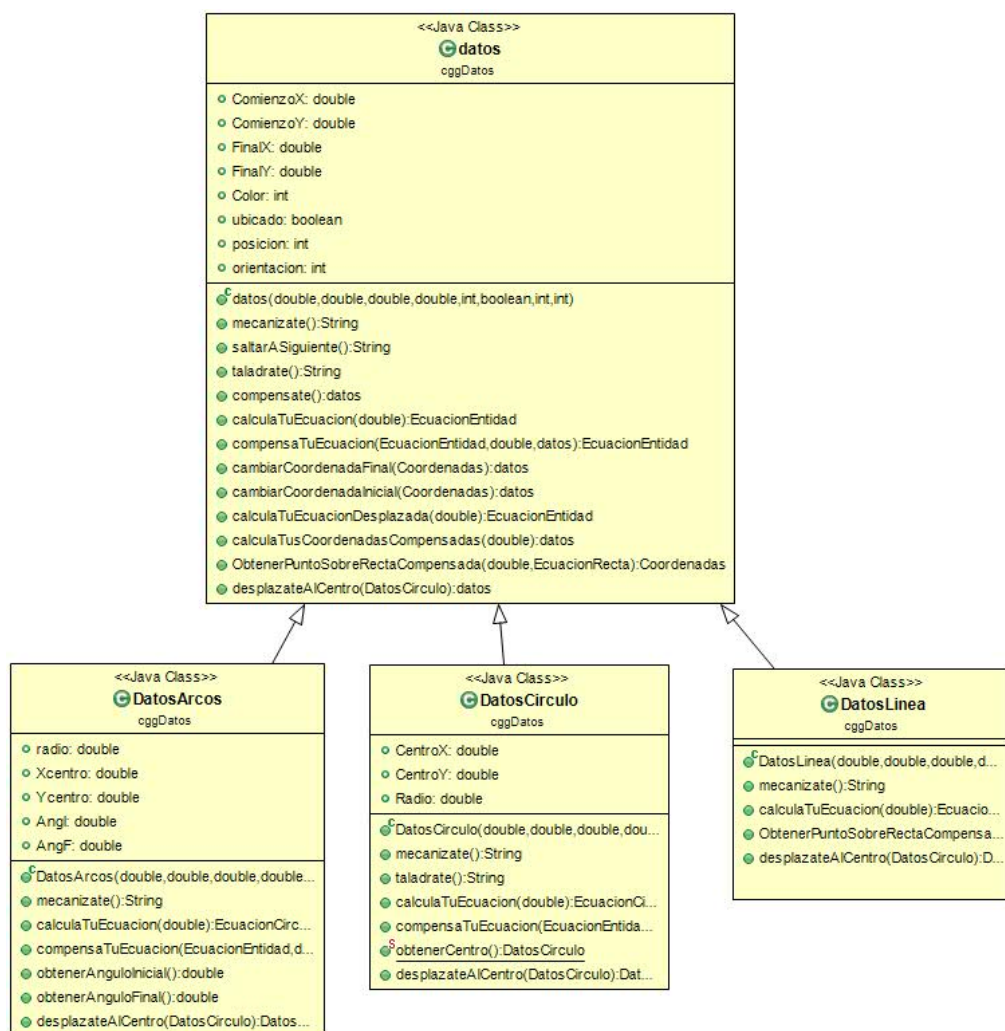 <<Java Class>>
datos
cggDatos
ComienzoX: double
ComienzoY: double
FinalX: double
FinalY: double
Color: int
ubicado: boolean
posicion: int
orientacion: int
datos(double,double,double,double,int,boolean,int,int)
mecanizate():String
saltarASiguiente():String
taladrate():String
compensate():datos
calculaTuEcuacion(double):EcuacionEntidad
compensaTuEcuacion(EcuacionEntidad,double,datos):EcuacionEntidad
cambiarCoordenadaFinal(Coordenadas):datos
cambiarCoordenadaInicial(Coordenadas):datos
calculaTuEcuacionDesplazada(double):EcuacionEntidad
calculaTusCoordenadasCompensadas(double):datos
ObtenerPuntoSobreRectaCompensada(double,EcuacionRecta):Coordenadas
desplazateAlCentro(DatosCirculo):datos
<<Java Class>>
DatosArcos
cggDatos
radio: double
Xcentro: double
Ycentro: double
AngI: double
AngF: double
DatosArcos(double,double,double,double...
mecanizate():String
calculaTuEcuacion(double):EcuacionCirc...
compensaTuEcuacion(EcuacionEntidad,d...
obtenerAnguloInicial():double
obtenerAnguloFinal():double
desplazateAlCentro(DatosCirculo):Datos...
<<Java Class>>
DatosCirculo
cggDatos
CentroX: double
CentroY: double
Radio: double
DatosCirculo(double,double,double,dou...
mecanizate():String
taladrate():String
calculaTuEcuacion(double):EcuacionCi...
compensaTuEcuacion(EcuacionEntida...
obtenerCentro():DatosCirculo
desplazateAlCentro(DatosCirculo):Dat...
<<Java Class>>
DatosLinea
cggDatos
DatosLinea(double,double,double,d...
mecanizate():String
calculaTuEcuacion(double):Ecuacio...
ObtenerPuntoSobreRectaCompensa...
desplazateAlCentro(DatosCirculo):D...